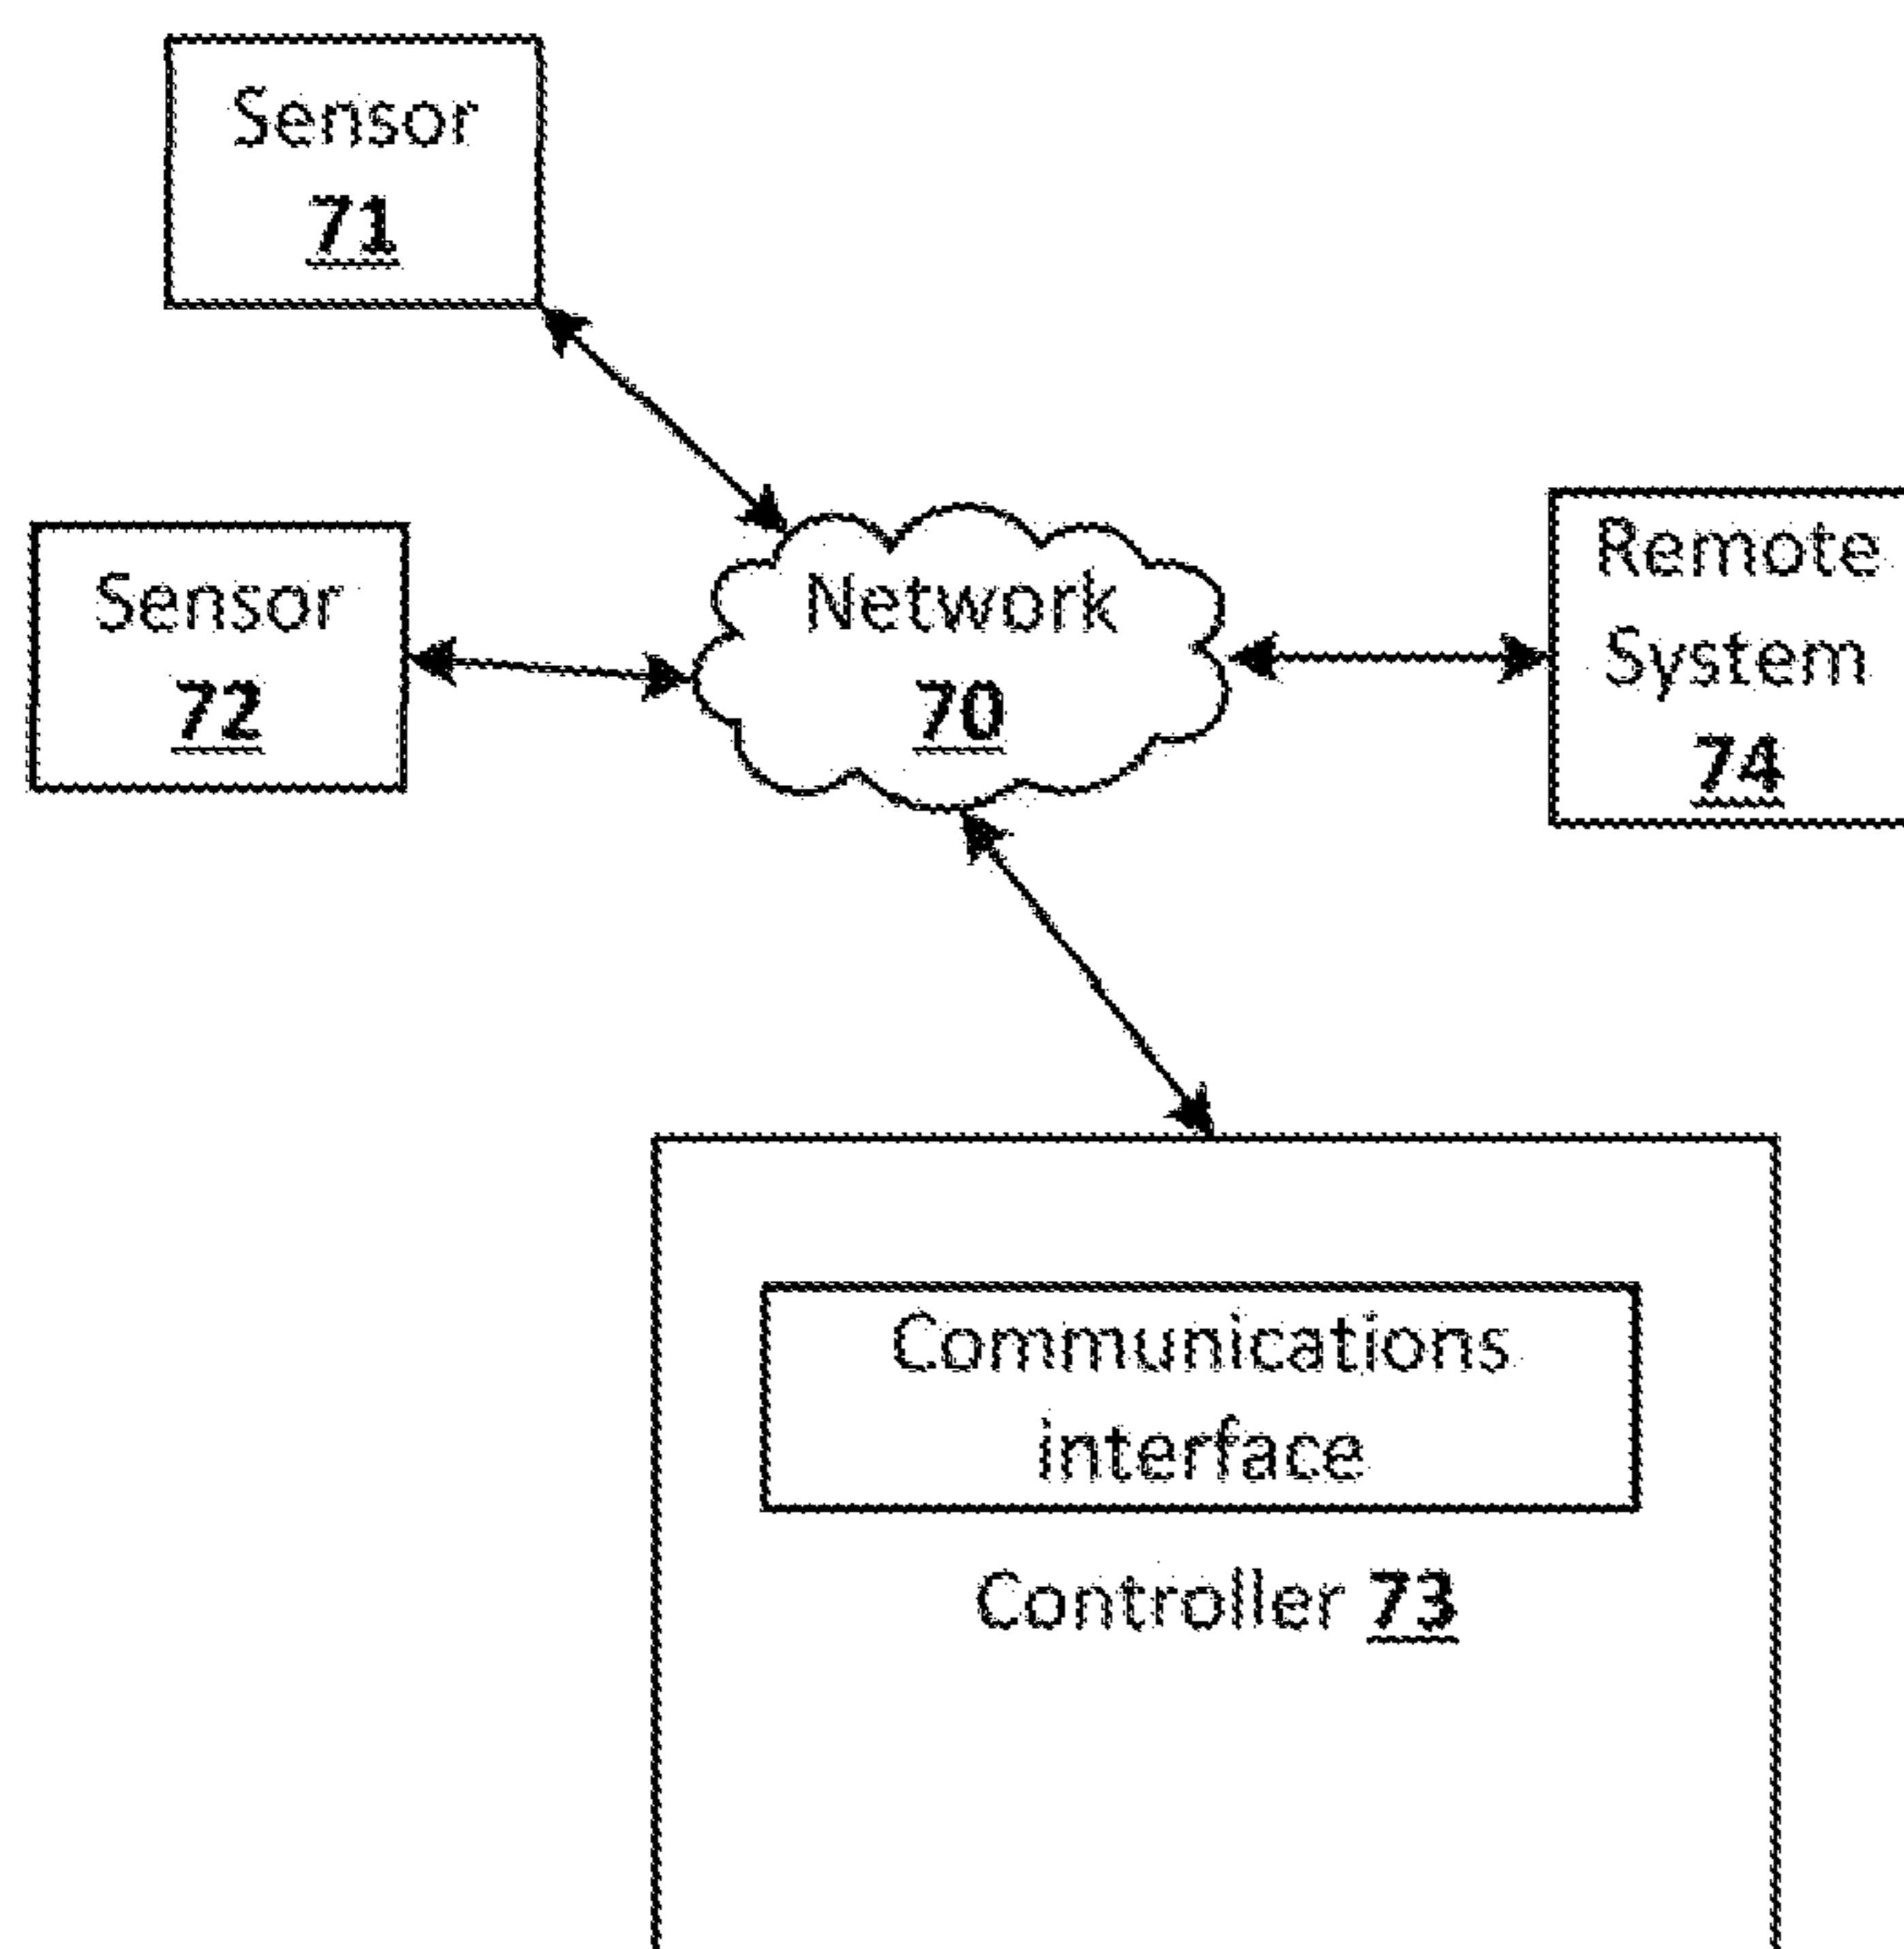 Sensor
71
Sensor
72
Network
70
Remote
System
74
Communications
interface
Controller 73